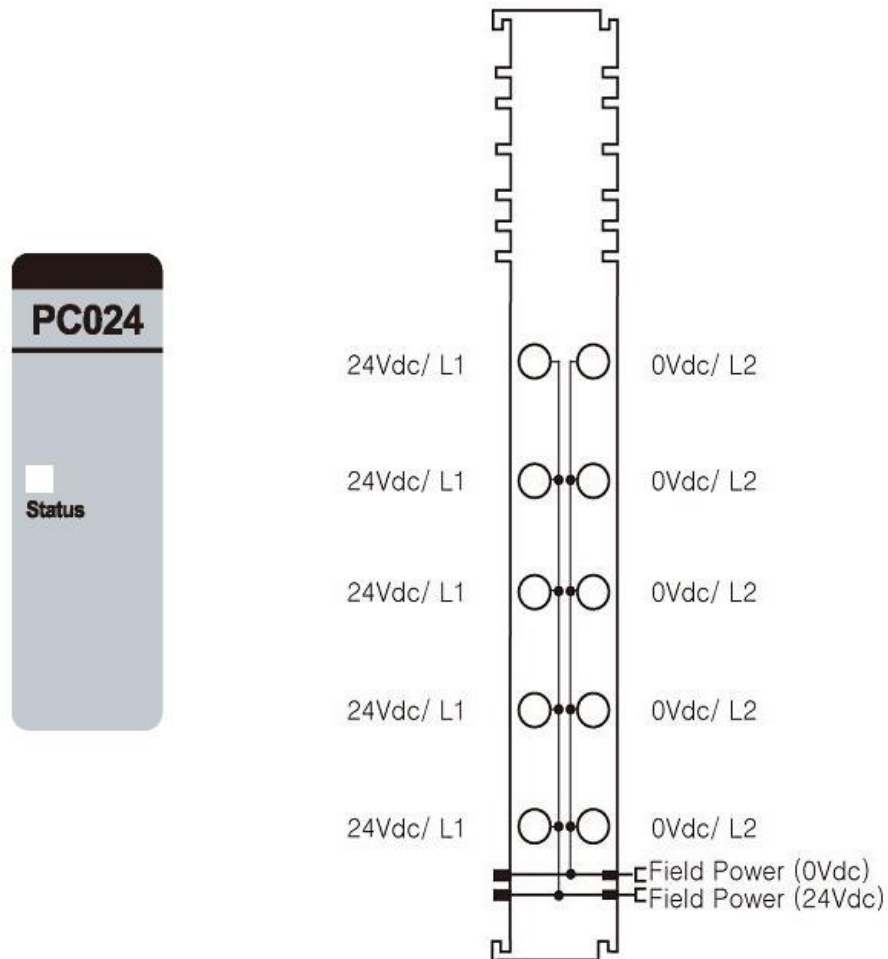 PC024
Status
24Vdc/ L1
0Vdc/ L2
24Vdc/ L1
0Vdc/ L2
24Vdc/ L1
0Vdc/ L2
24Vdc/ L1
0Vdc/ L2
24Vdc/ L1
0Vdc/ L2
Field Power (0Vdc)
Field Power (24Vdc)